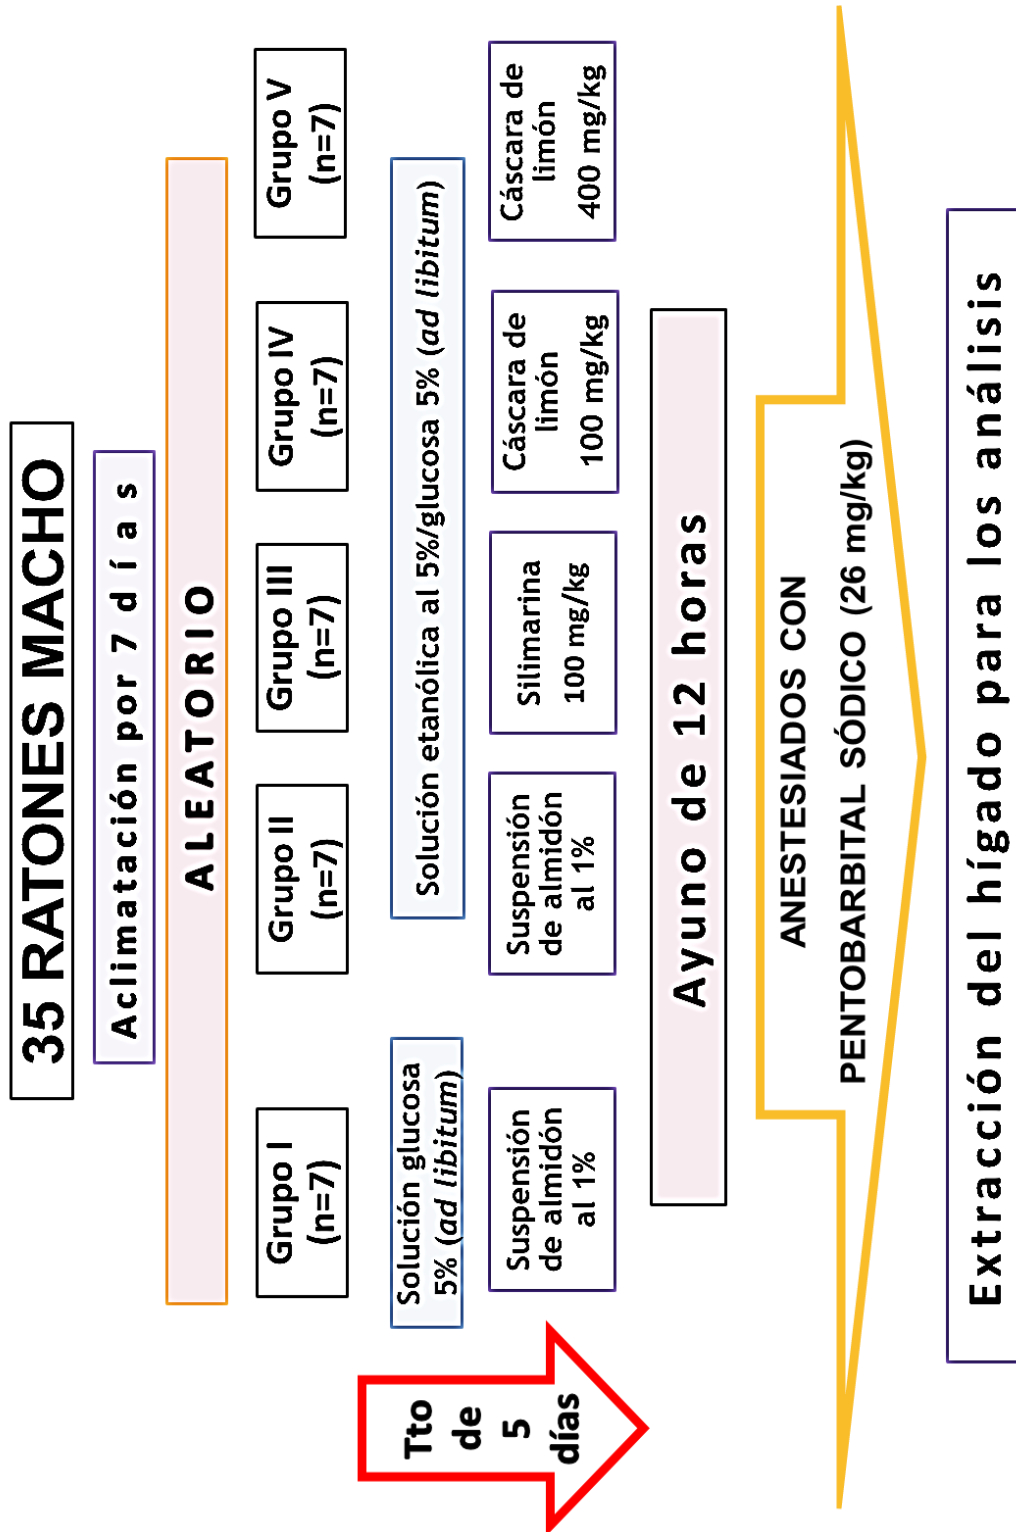 35 RATONES MACHO
Aclimatación por 7 días
ALEATORIO
Grupo I
(n=7)
Grupo II
(n=7)
Grupo III
(n=7)
Grupo IV
(n=7)
Grupo V
(n=7)
Tto
de
5
días
Solución glucosa
5% (ad libitum)
Solución etanólica al 5%/glucosa 5% (ad libitum)
Suspensión
de almidón
al 1%
Suspensión
de almidón
al 1%
Silimarina
100 mg/kg
Cáscara de
limón
100 mg/kg
Cáscara de
limón
400 mg/kg
Ayuno de 12 horas
ANESTESIADOS CON
PENTOBARBITAL SÓDICO (26 mg/kg)
Extracción del hígado para los análisis